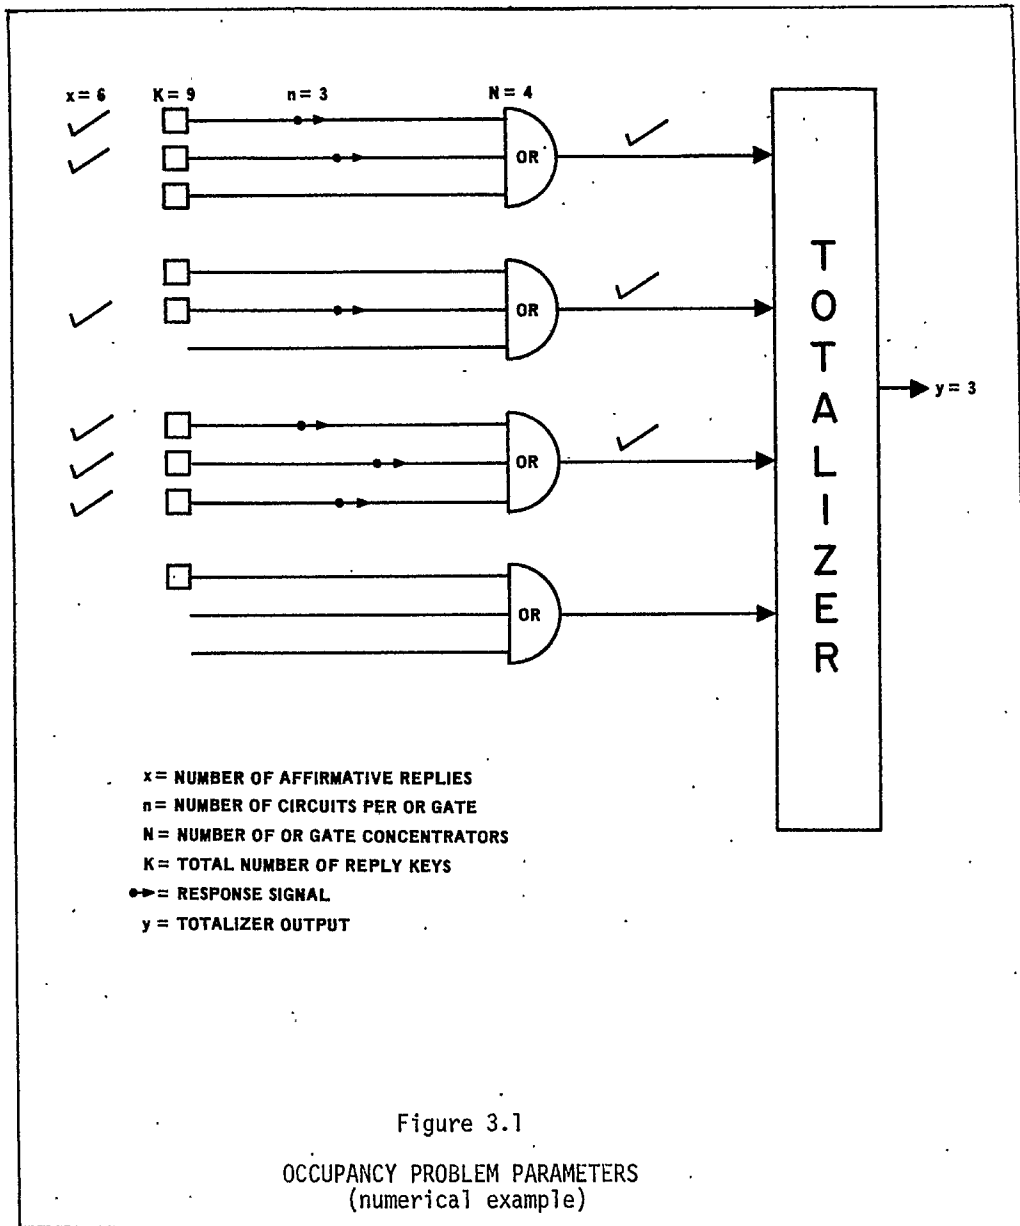 x = 6 K = 9 n = 3 N = 4
OR
OR
OR
OR
TOTALIZER
y = 3
x = NUMBER OF AFFIRMATIVE REPLIES
n = NUMBER OF CIRCUITS PER OR GATE
N = NUMBER OF OR GATE CONCENTRATORS
K = TOTAL NUMBER OF REPLY KEYS
= RESPONSE SIGNAL
y = TOTALIZER OUTPUT
Figure 3.1
OCCUPANCY PROBLEM PARAMETERS
(numerical example)